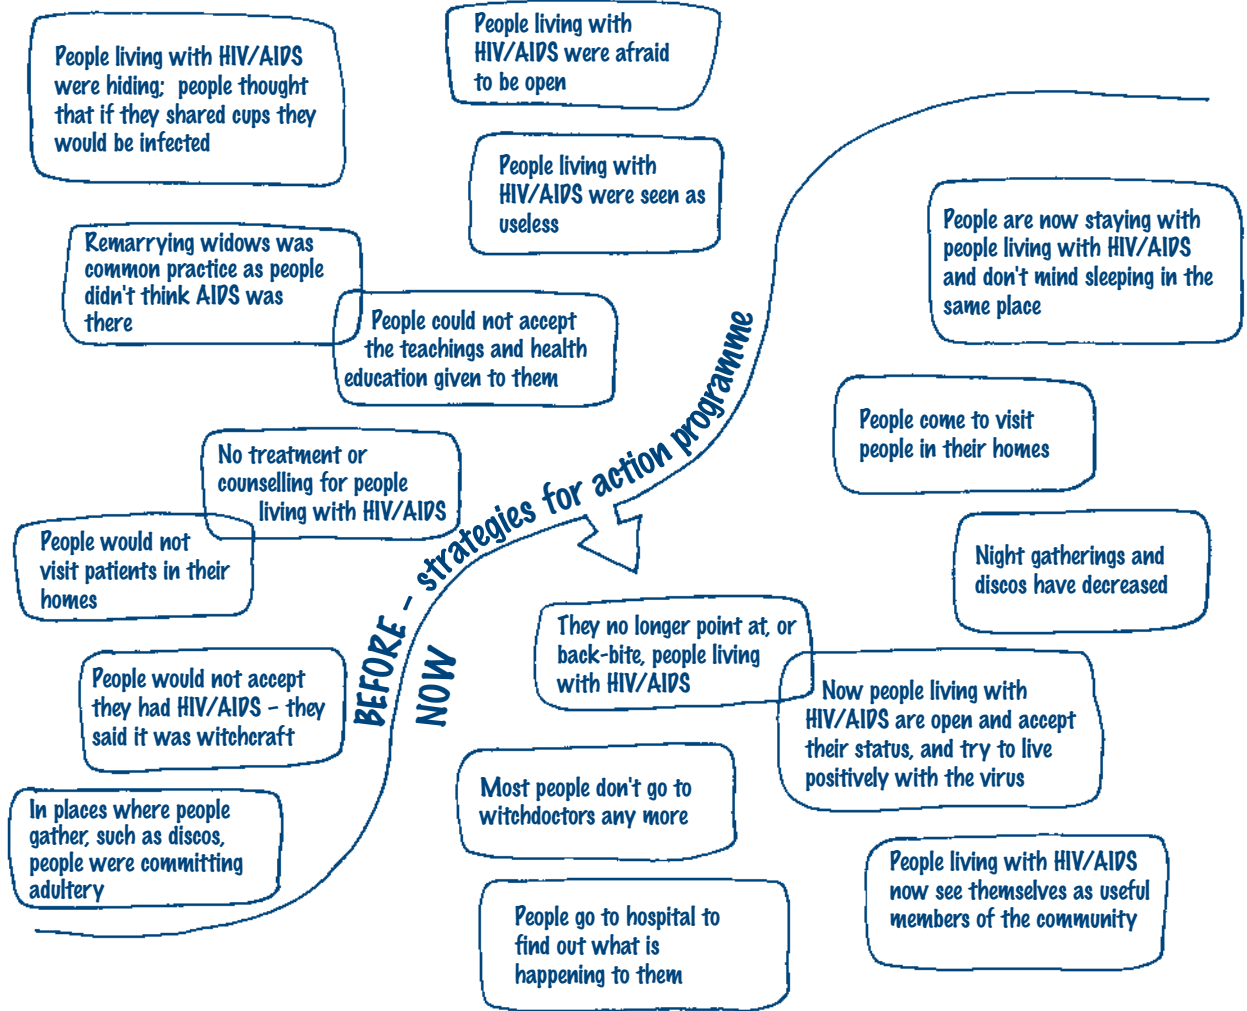 People living with HIV/AIDS
were hiding; people thought
that if they shared cups they
would be infected
People living with
HIV/AIDS were afraid
to be open
People living with
HIV/AIDS were seen as
useless
Remarrying widows was
common practice as people
didn't think AIDS was
there
People could not accept
the teachings and health
education given to them
No treatment or
counselling for people
living with HIV/AIDS
People would not
visit patients in their
homes
People would not accept
they had HIV/AIDS – they
said it was witchcraft
In places where people
gather, such as discos,
people were committing
adultery
BEFORE – strategies for action programme
NOW
People are now staying with
people living with HIV/AIDS
and don't mind sleeping in the
same place
People come to visit
people in their homes
Night gatherings and
discos have decreased
They no longer point at, or
back-bite, people living
with HIV/AIDS
Now people living with
HIV/AIDS are open and accept
their status, and try to live
positively with the virus
Most people don't go to
witchdoctors any more
People living with HIV/AIDS
now see themselves as useful
members of the community
People go to hospital to
find out what is
happening to them